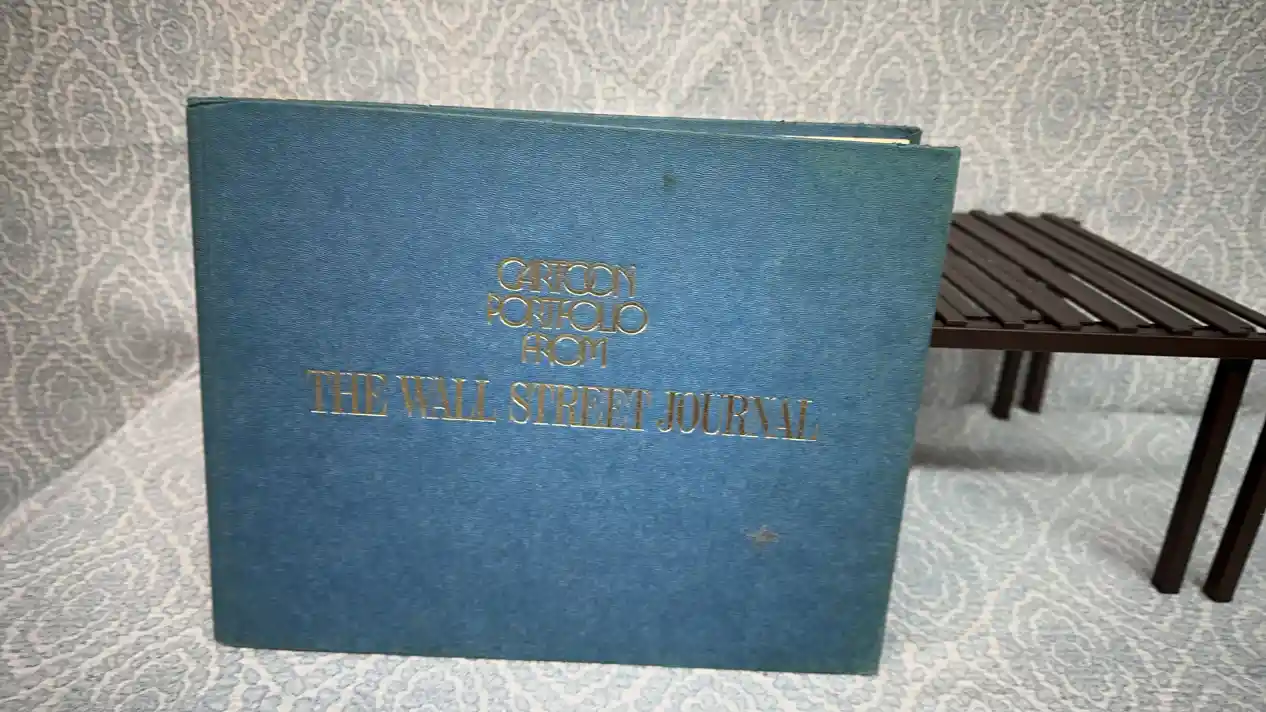 CARTOON
PORTFOLIO
FROM
THE WALL STREET JOURNAL